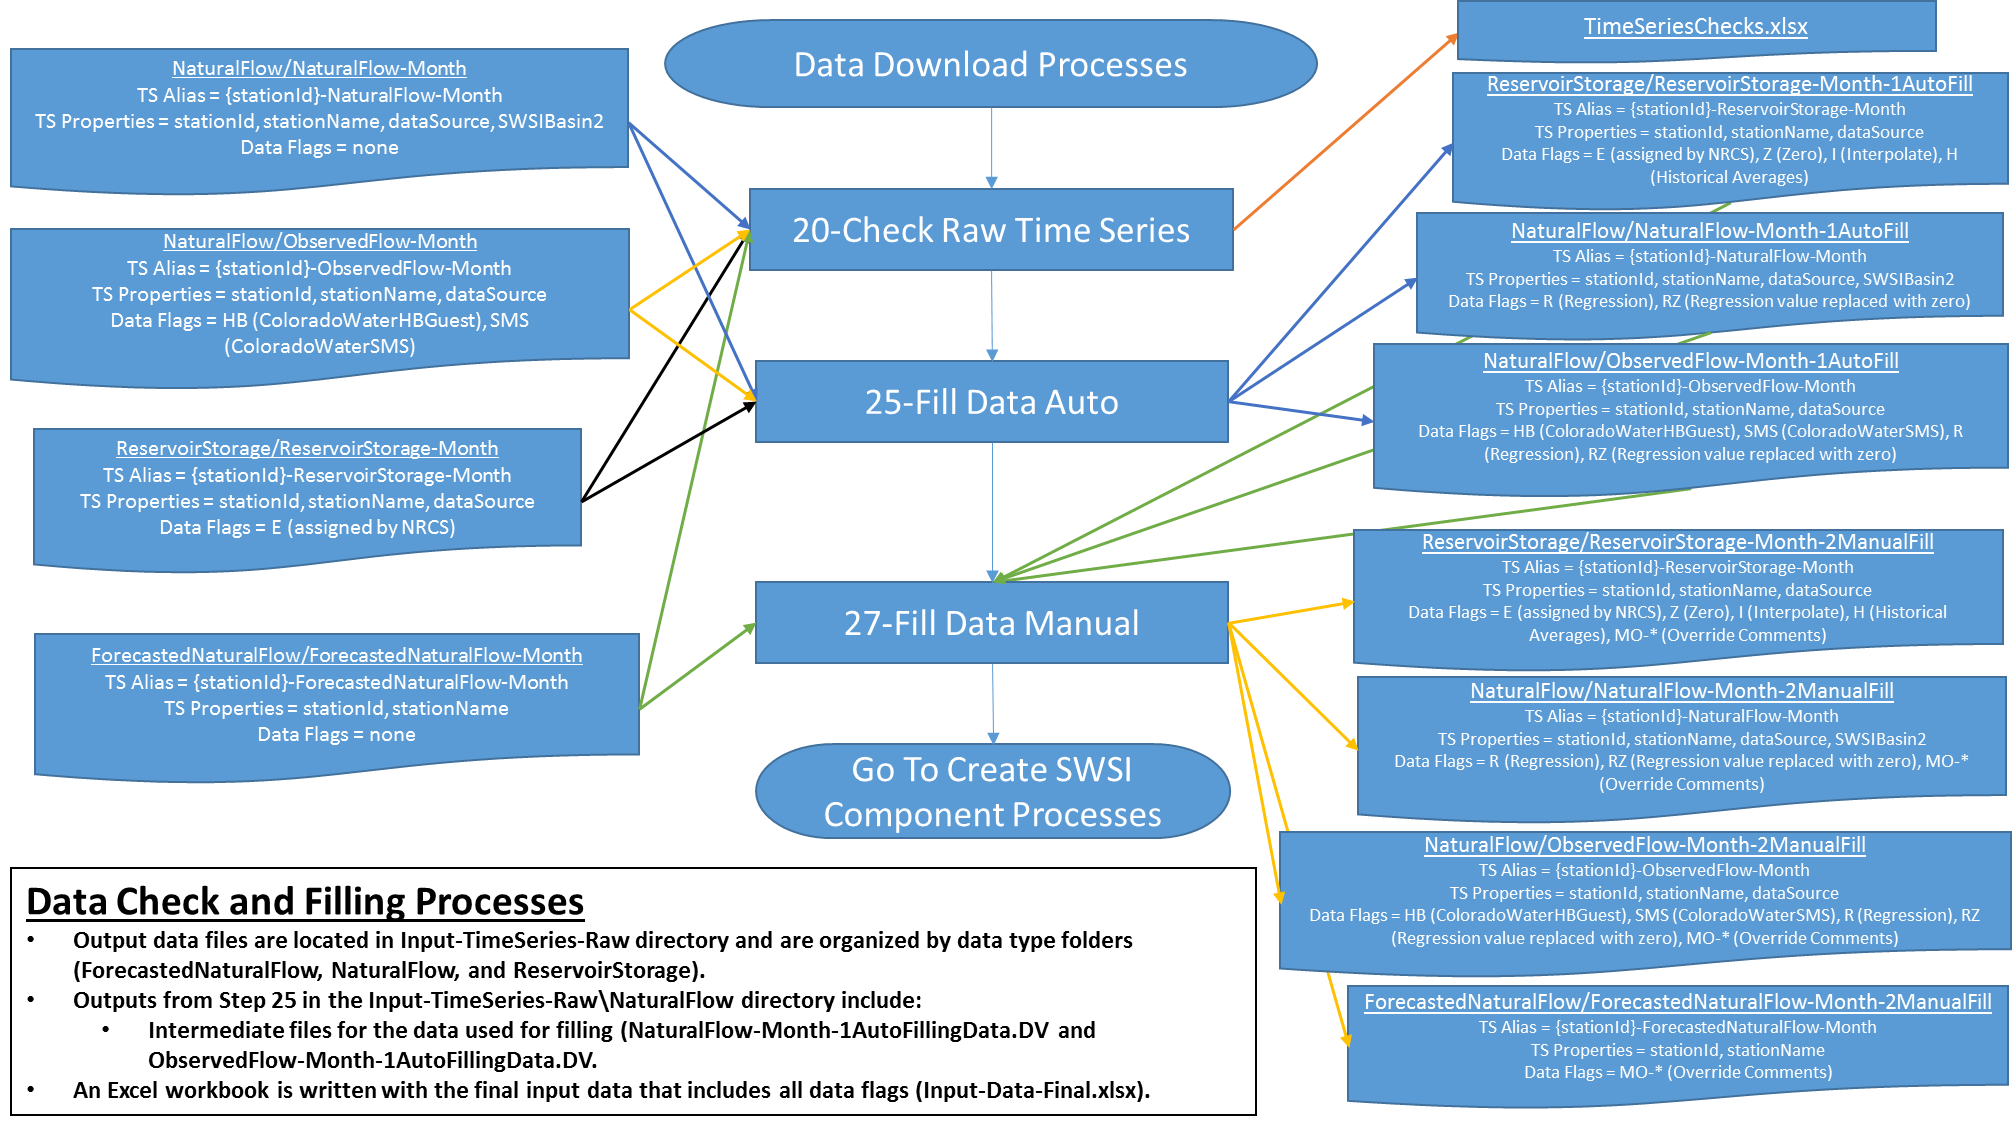 Data Download Processes
20-Check Raw Time Series
25-Fill Data Auto
27-Fill Data Manual
Go To Create SWSI
Component Processes
NaturalFlow/NaturalFlow-Month
TS Alias = {stationId}-NaturalFlow-Month
TS Properties = stationId, stationName, dataSource, SWSIBasin2
Data Flags = none
NaturalFlow/ObservedFlow-Month
TS Alias = {stationId}-ObservedFlow-Month
TS Properties = stationId, stationName, dataSource
Data Flags = HB (ColoradoWaterHBGuest), SMS
(ColoradoWaterSMS)
ReservoirStorage/ReservoirStorage-Month
TS Alias = {stationId}-ReservoirStorage-Month
TS Properties = stationId, stationName, dataSource
Data Flags = E (assigned by NRCS)
ForecastedNaturalFlow/ForecastedNaturalFlow-Month
TS Alias = {stationId}-ForecastedNaturalFlow-Month
TS Properties = stationId, stationName
Data Flags = none
TimeSeriesChecks.xlsx
ReservoirStorage/ReservoirStorage-Month-1AutoFill
TS Alias = {stationId}-ReservoirStorage-Month
TS Properties = stationId, stationName, dataSource
Data Flags = E (assigned by NRCS), Z (Zero), I (Interpolate), H
(Historical Averages)
NaturalFlow/NaturalFlow-Month-1AutoFill
TS Alias = {stationId}-NaturalFlow-Month
TS Properties = stationId, stationName, dataSource, SWSIBasin2
Data Flags = R (Regression), RZ (Regression value replaced with zero)
NaturalFlow/ObservedFlow-Month-1AutoFill
TS Alias = {stationId}-ObservedFlow-Month
TS Properties = stationId, stationName, dataSource
Data Flags = HB (ColoradoWaterHBGuest), SMS (ColoradoWaterSMS), R
(Regression), RZ (Regression value replaced with zero)
ReservoirStorage/ReservoirStorage-Month-2ManualFill
TS Alias = {stationId}-ReservoirStorage-Month
TS Properties = stationId, stationName, dataSource
Data Flags = E (assigned by NRCS), Z (Zero), I (Interpolate), H (Historical
Averages), MO-* (Override Comments)
NaturalFlow/NaturalFlow-Month-2ManualFill
TS Alias = {stationId}-NaturalFlow-Month
TS Properties = stationId, stationName, dataSource, SWSIBasin2
Data Flags = R (Regression), RZ (Regression value replaced with zero), MO-*
(Override Comments)
NaturalFlow/ObservedFlow-Month-2ManualFill
TS Alias = {stationId}-ObservedFlow-Month
TS Properties = stationId, stationName, dataSource
Data Flags = HB (ColoradoWaterHBGuest), SMS (ColoradoWaterSMS), R (Regression), RZ
(Regression value replaced with zero), MO-* (Override Comments)
ForecastedNaturalFlow/ForecastedNaturalFlow-Month-2ManualFill
TS Alias = {stationId}-ForecastedNaturalFlow-Month
TS Properties = stationId, stationName
Data Flags = MO-* (Override Comments)
Data Check and Filling Processes
• Output data files are located in Input-TimeSeries-Raw directory and are organized by data type folders
(ForecastedNaturalFlow, NaturalFlow, and ReservoirStorage).
• Outputs from Step 25 in the Input-TimeSeries-Raw\NaturalFlow directory include:
• Intermediate files for the data used for filling (NaturalFlow-Month-1AutoFillingData.DV and
ObservedFlow-Month-1AutoFillingData.DV.
• An Excel workbook is written with the final input data that includes all data flags (Input-Data-Final.xlsx).